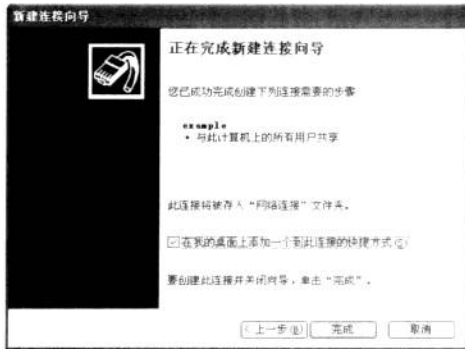 新建连接向导
正在完成新建连接向导
您已成功完成创建下列连接需要的步骤
example
• 与此计算机上的所有用户共享
此连接将被存入“网络连接”文件夹。
在我的桌面上添加一个到此连接的快捷方式(S)
要创建此连接并关闭向导，单击“完成”。
< 上一步(B)
完成
取消